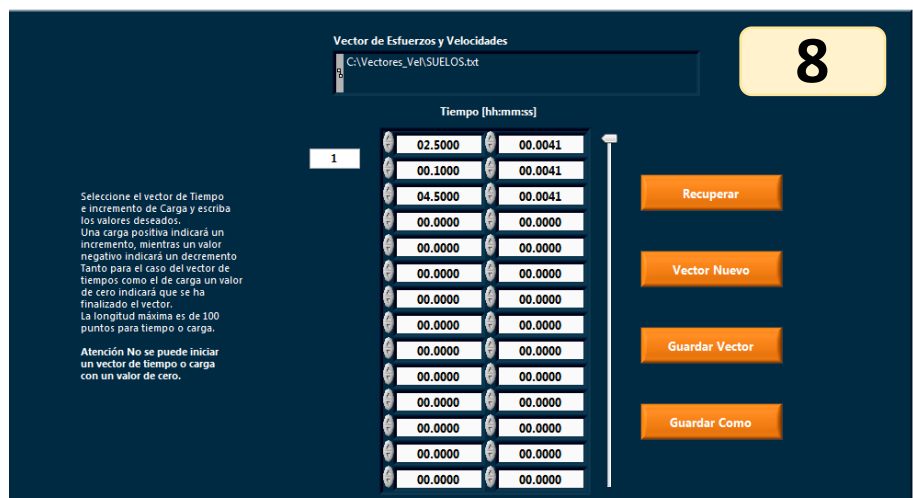 8
Vector de Esfuerzos y Velocidades
C:\Vectores_Vel\SUELOS.txt
Tiempo [hh:mm:ss]
1
02.5000 00.0041
00.1000 00.0041
04.5000 00.0041
00.0000 00.0000
00.0000 00.0000
00.0000 00.0000
00.0000 00.0000
00.0000 00.0000
00.0000 00.0000
00.0000 00.0000
00.0000 00.0000
00.0000 00.0000
00.0000 00.0000
00.0000 00.0000
Seleccione el vector de Tiempo
e incremento de Carga y escriba
los valores deseados.
Una carga positiva indicará un
incremento, mientras un valor
negativo indicará un decremento
Tanto para el caso del vector de
tiempos como el de carga un valor
de cero indicará que se ha
finalizado el vector.
La longitud máxima es de 100
puntos para tiempo o carga.
Atención No se puede iniciar
un vector de tiempo o carga
con un valor de cero.
Recuperar
Vector Nuevo
Guardar Vector
Guardar Como